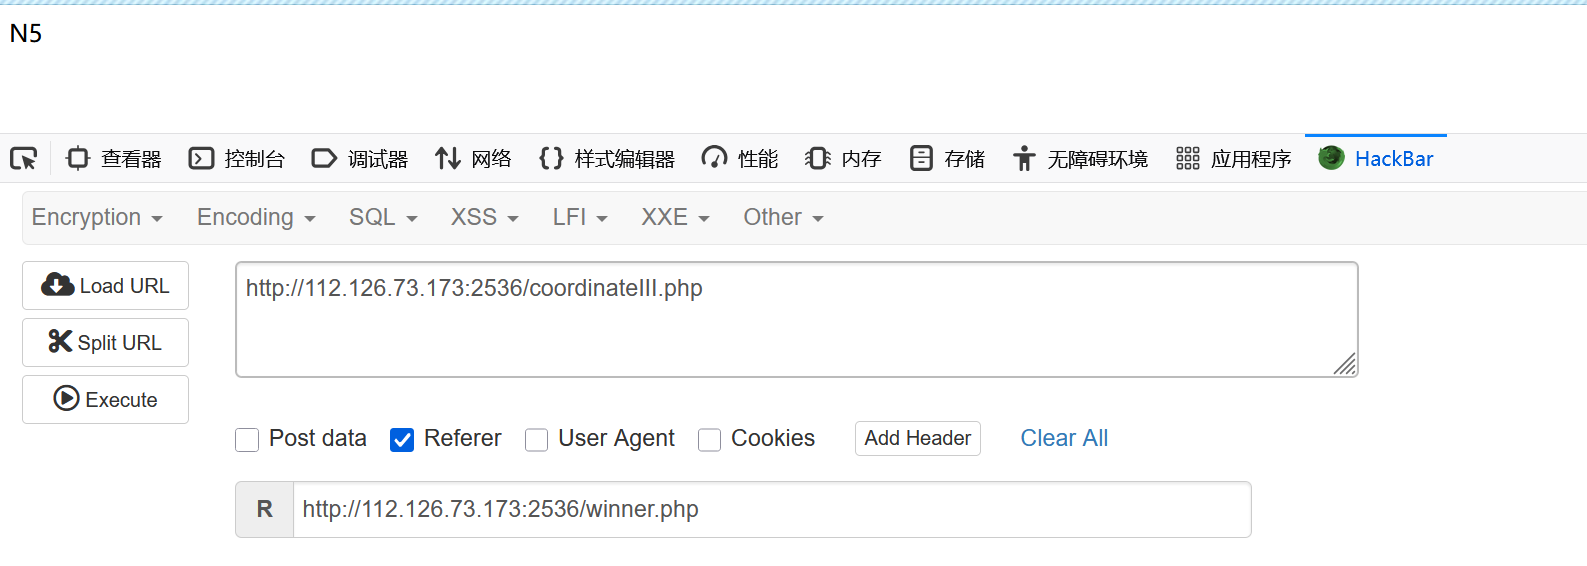 N5
查看器 控制台 调试器 网络 样式编辑器 性能 内存 存储 无障碍环境 应用程序 HackBar
Encryption Encoding SQL XSS LFI XXE Other
Load URL
http://112.126.73.173:2536/coordinateIII.php
Split URL
Execute
Post data Referer User Agent Cookies Add Header Clear All
R http://112.126.73.173:2536/winner.php